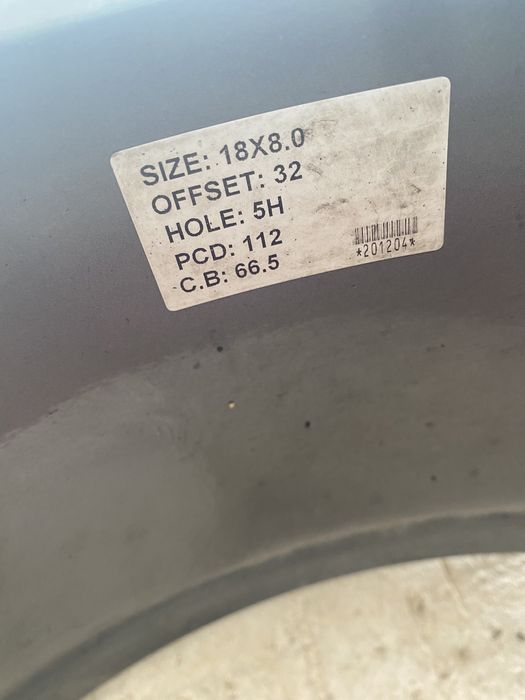 SIZE: 18X8.0
OFFSET: 32
HOLE: 5H
PCD: 112
C.B: 66.5
*201204*